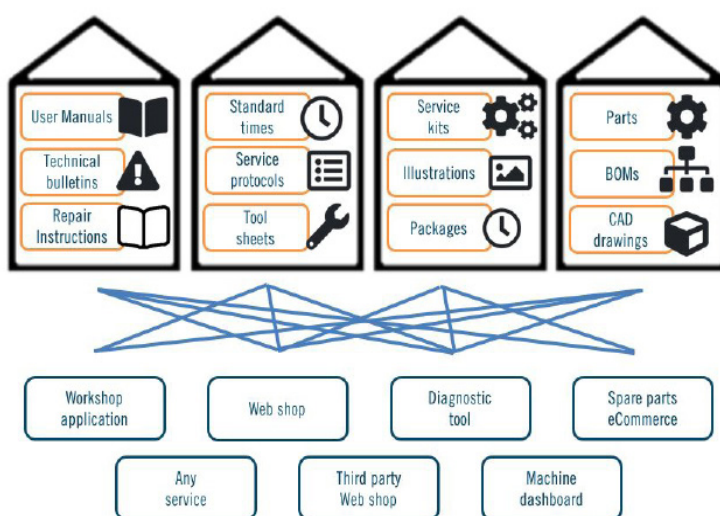 User Manuals
Technical
bulletins
Repair
Instructions
Standard
times
Service
protocols
Tool
sheets
Service
kits
Illustrations
Packages
Parts
BOMs
CAD
drawings
Workshop
application
Web shop
Diagnostic
tool
Spare parts
eCommerce
Any
service
Third party
Web shop
Machine
dashboard